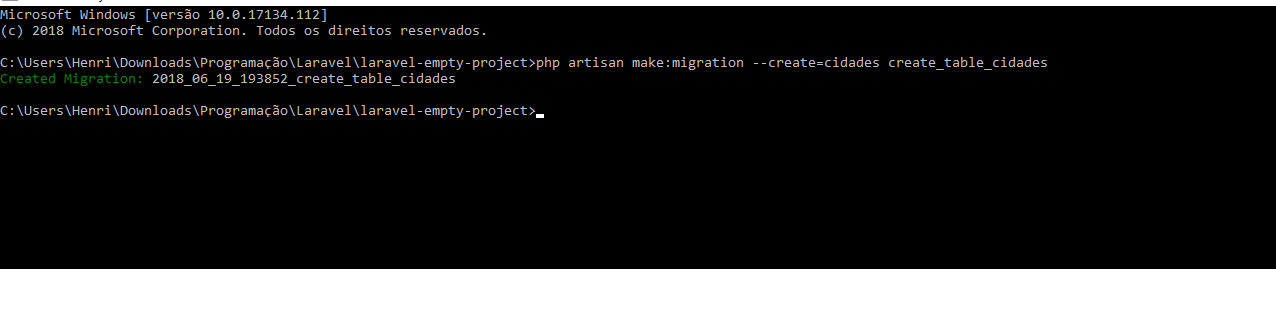 Microsoft Windows [versão 10.0.17134.112]
(c) 2018 Microsoft Corporation. Todos os direitos reservados.
C:\Users\Henri\Downloads\Programação\Laravel\laravel-empty-project>php artisan make:migration --create=cidades create_table_cidades
Created Migration: 2018_06_19_193852_create_table_cidades
C:\Users\Henri\Downloads\Programação\Laravel\laravel-empty-project>